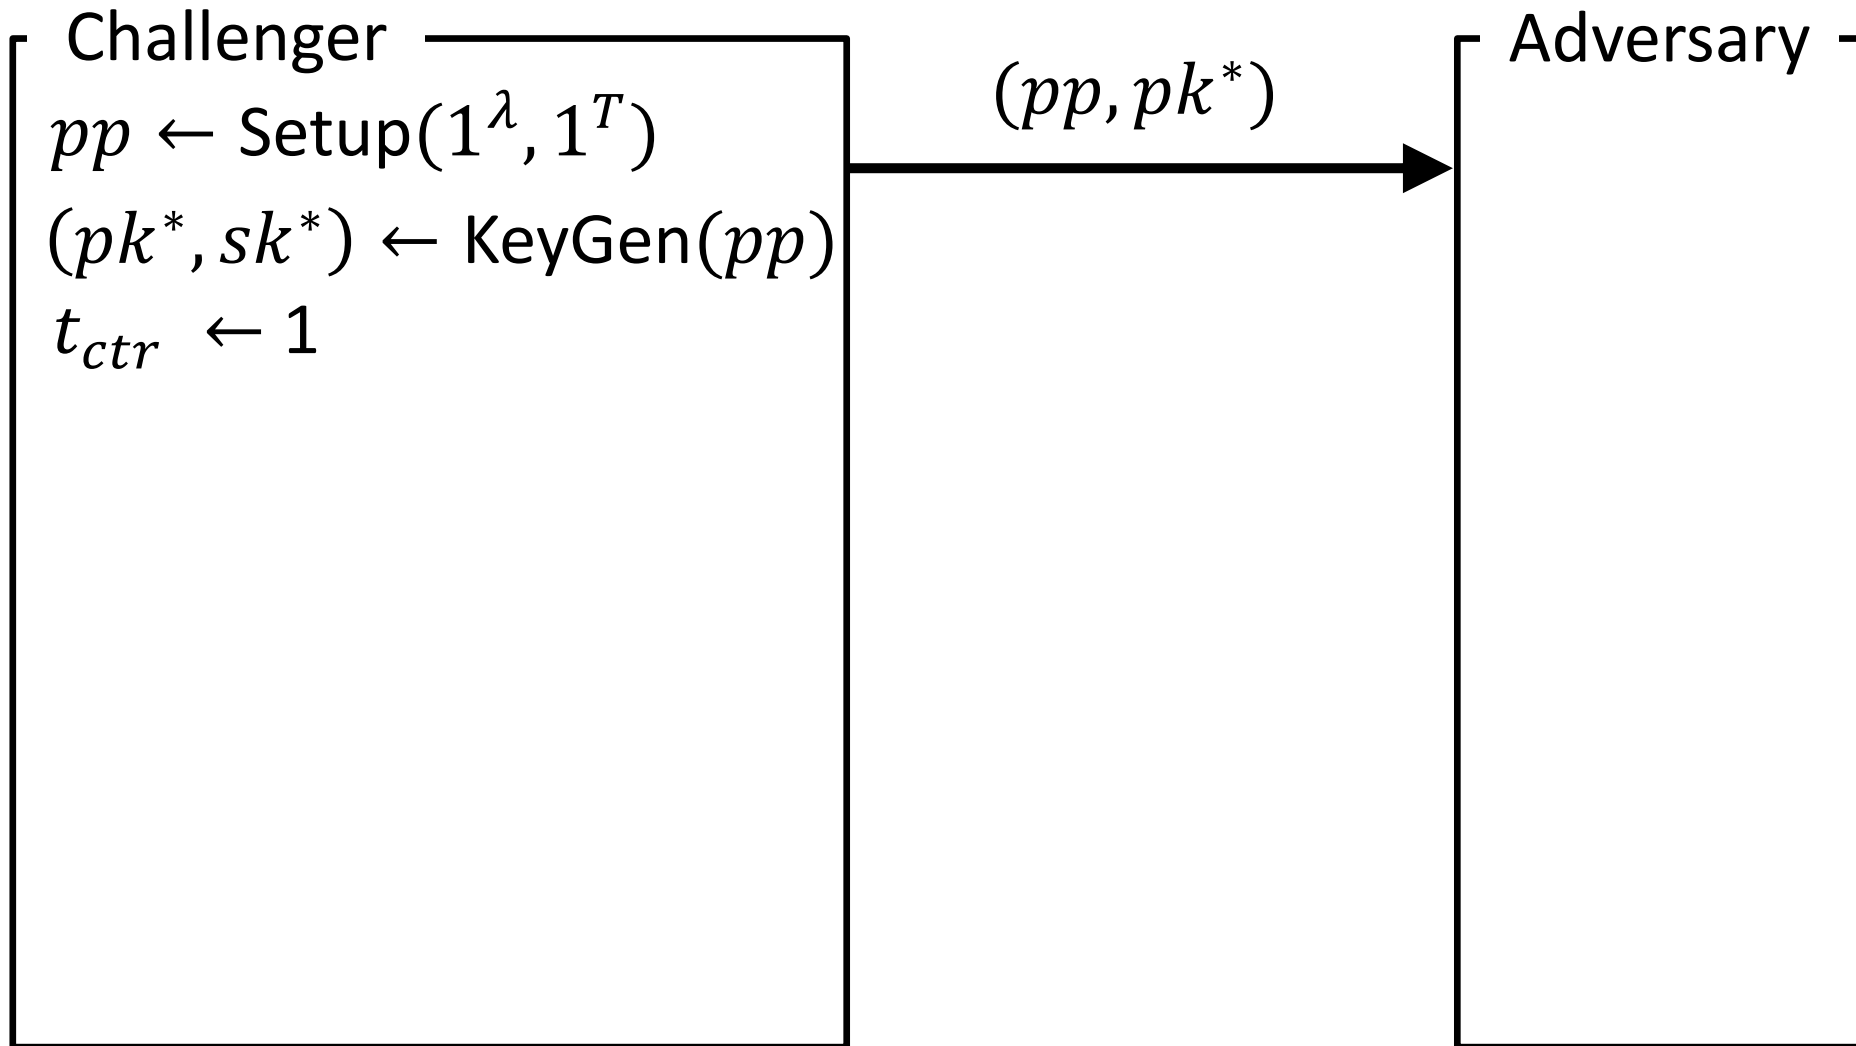 Challenger
pp ← Setup(1^λ, 1^T)
(pk*, sk*) ← KeyGen(pp)
t_ctr ← 1
(pp, pk*)
Adversary